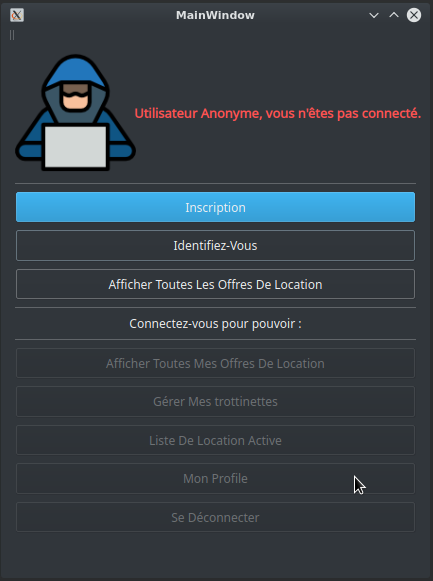 MainWindow
Utilisateur Anonyme, vous n'êtes pas connecté.
Inscription
Identifiez-Vous
Afficher Toutes Les Offres De Location
Connectez-vous pour pouvoir :
Afficher Toutes Mes Offres De Location
Gérer Mes trottinettes
Liste De Location Active
Mon Profile
Se Déconnecter